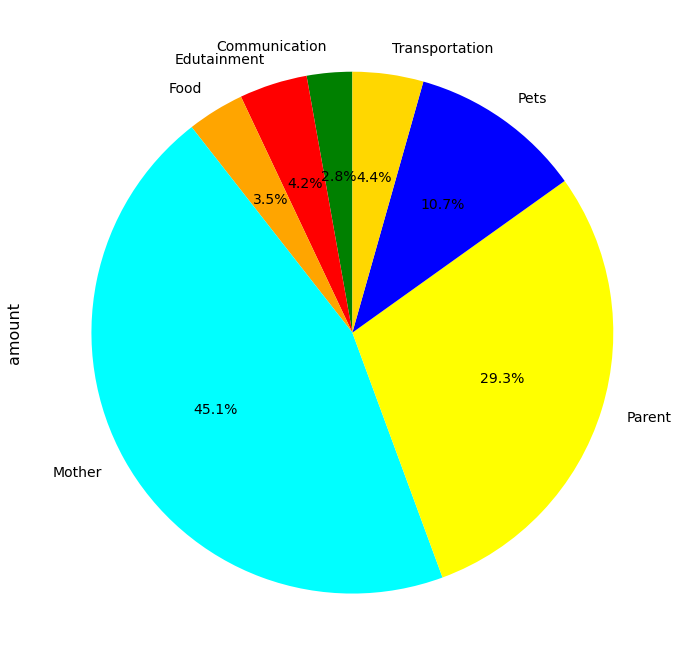 Communication
Transportation
Edutainment
Food
Pets
2.8%
4.4%
4.2%
3.5%
10.7%
amount
29.3%
45.1%
Parent
Mother